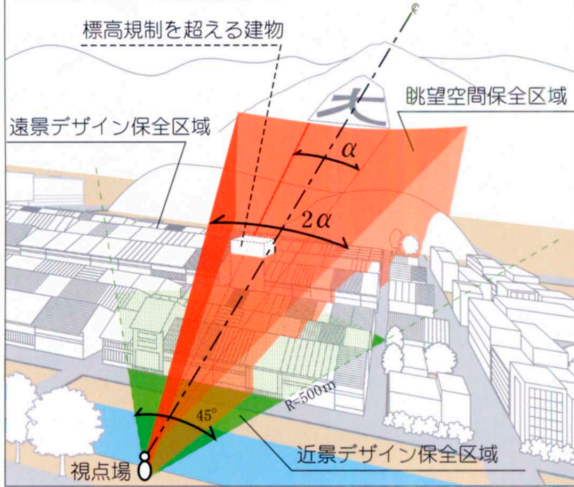 ℄
標高規制を超える建物
大
眺望空間保全区域
遠景デザイン保全区域
α
2α
R=500m
45°
近景デザイン保全区域
視点場